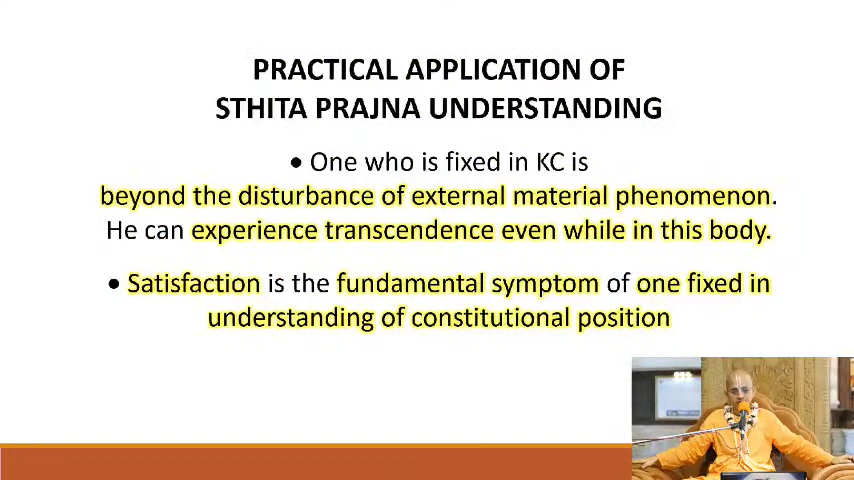 PRACTICAL APPLICATION OF
STHITA PRAJNA UNDERSTANDING
• One who is fixed in KC is
beyond the disturbance of external material phenomenon.
He can experience transcendence even while in this body.
• Satisfaction is the fundamental symptom of one fixed in
understanding of constitutional position